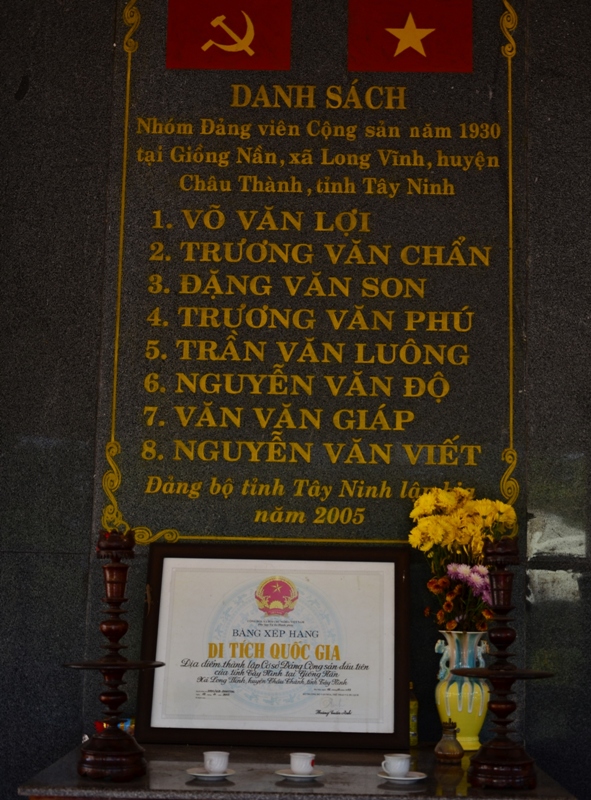 DANH SÁCH
Nhóm Đảng viên Cộng sản năm 1930
tại Giồng Nần, xã Long Vĩnh, huyện
Châu Thành, tỉnh Tây Ninh
1. VÕ VĂN LỢI
2. TRƯƠNG VĂN CHẨN
3. ĐẶNG VĂN SON
4. TRƯƠNG VĂN PHÚ
5. TRẦN VĂN LUÔNG
6. NGUYỄN VĂN ĐỘ
7. VĂN VĂN GIÁP
8. NGUYỄN VĂN VIẾT
Đảng bộ tỉnh Tây Ninh lập bia
năm 2005
BẰNG XẾP HẠNG
DI TÍCH QUỐC GIA
Địa điểm thành lập Cơ sở Đảng Cộng sản đầu tiên
của tỉnh Tây Ninh tại Giồng Nần
Xã Long Vĩnh, huyện Châu Thành, tỉnh Tây Ninh